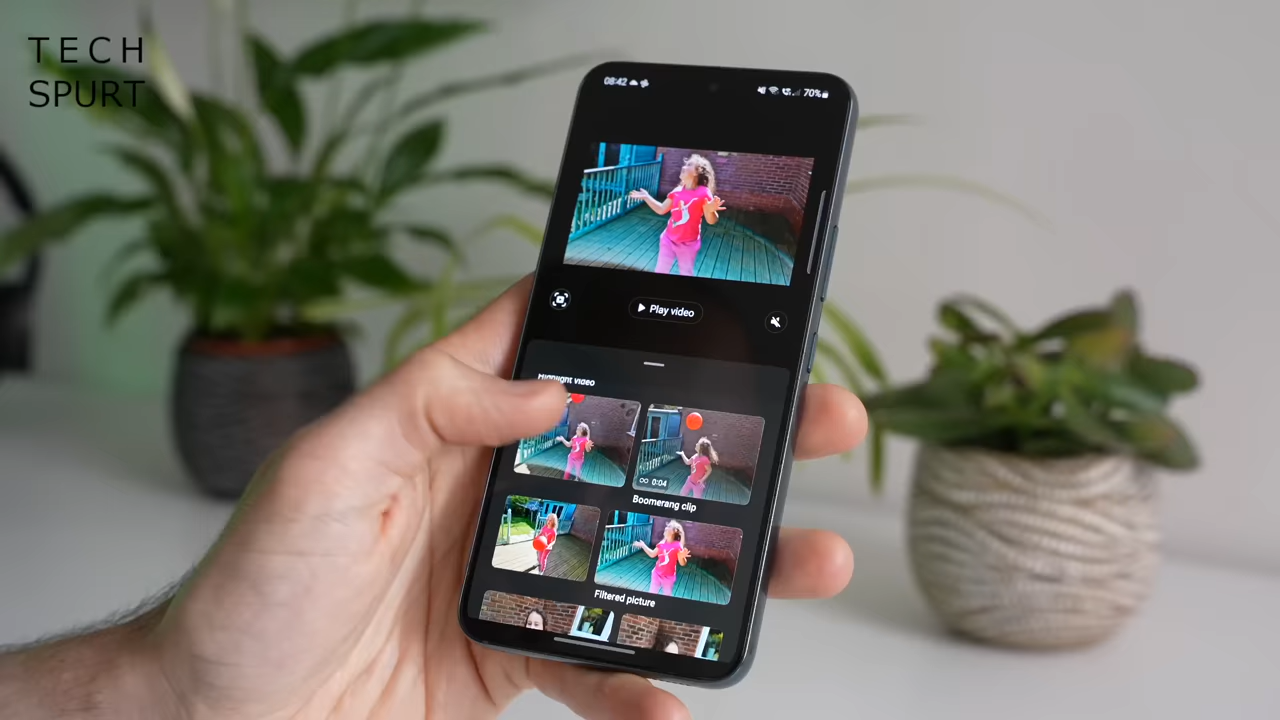 TECH
SPURT
08:42
70%
Play video
Highlight video
0:04
Boomerang clip
Filtered picture